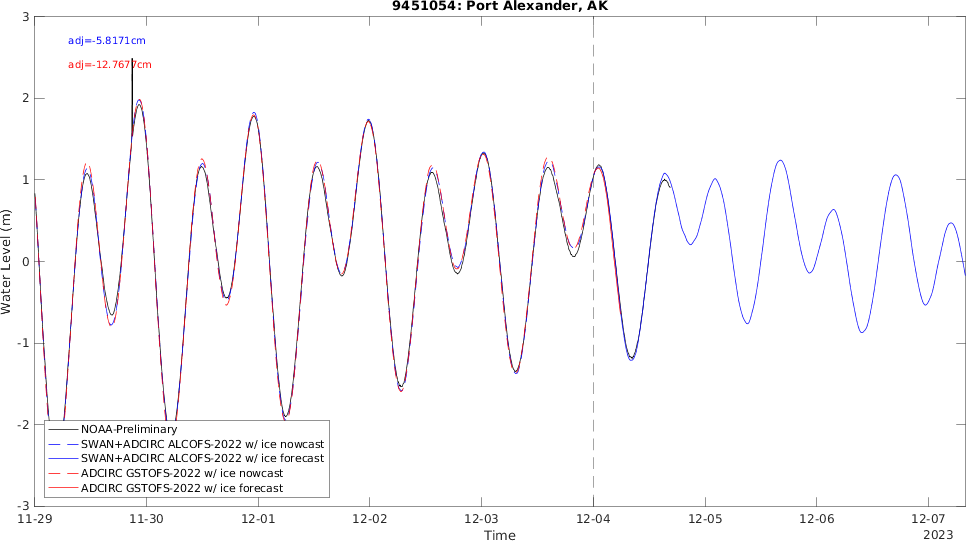 9451054: Port Alexander, AK
3
adj=-5.8171cm
adj=-12.7677cm
2
1
0
-1
-2
-3
Water Level (m)
NOAA-Preliminary
SWAN+ADCIRC ALCOFS-2022 w/ ice nowcast
SWAN+ADCIRC ALCOFS-2022 w/ ice forecast
ADCIRC GSTOFS-2022 w/ ice nowcast
ADCIRC GSTOFS-2022 w/ ice forecast
11-29 11-30 12-01 12-02 12-03 12-04 12-05 12-06 12-07
Time 2023